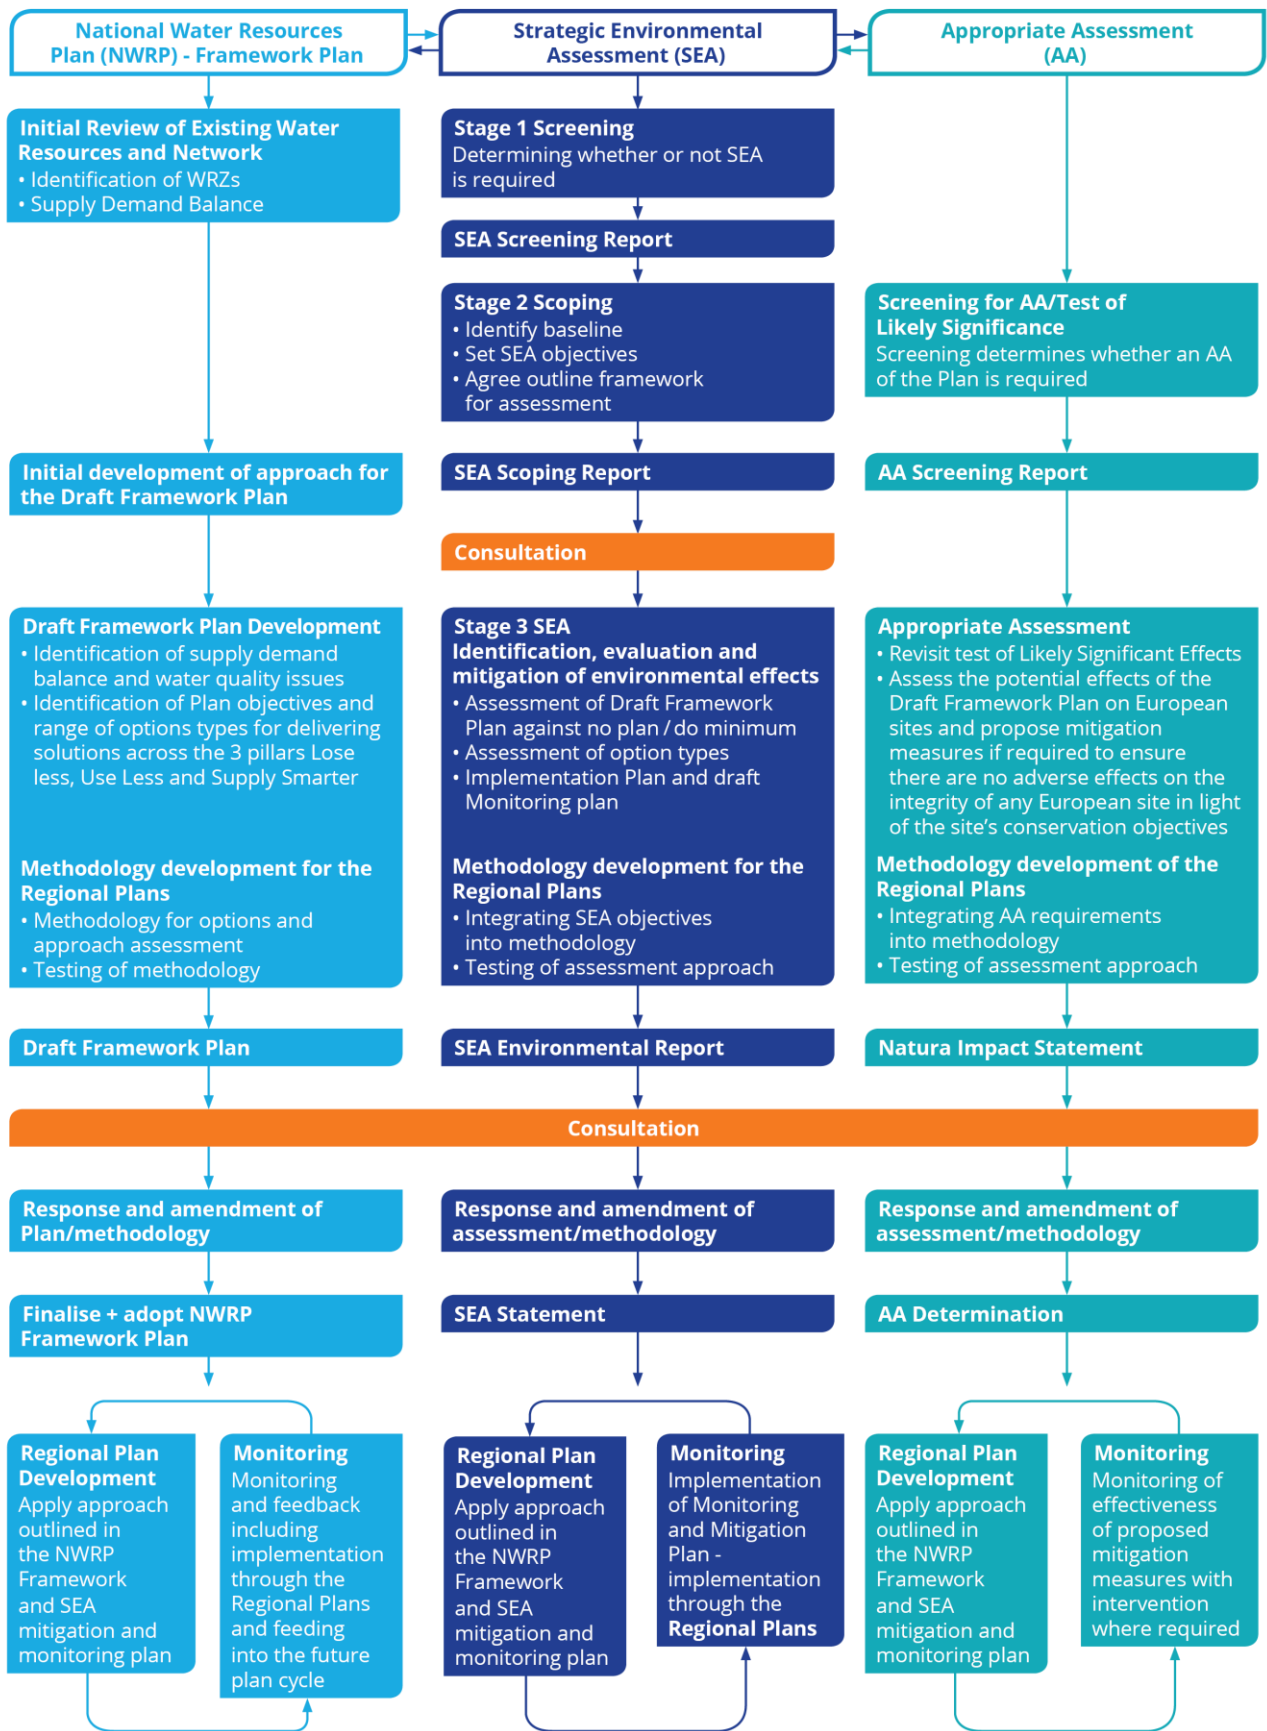 National Water Resources
Plan (NWRP) - Framework Plan
Strategic Environmental
Assessment (SEA)
Appropriate Assessment
(AA)
Initial Review of Existing Water
Resources and Network
• Identification of WRZs
• Supply Demand Balance
Stage 1 Screening
Determining whether or not SEA
is required
SEA Screening Report
Stage 2 Scoping
• Identify baseline
• Set SEA objectives
• Agree outline framework
for assessment
Screening for AA/Test of
Likely Significance
Screening determines whether an AA
of the Plan is required
Initial development of approach for
the Draft Framework Plan
SEA Scoping Report
AA Screening Report
Consultation
Draft Framework Plan Development
• Identification of supply demand
balance and water quality issues
• Identification of Plan objectives and
range of options types for delivering
solutions across the 3 pillars Lose
less, Use Less and Supply Smarter
Methodology development for the
Regional Plans
• Methodology for options and
approach assessment
• Testing of methodology
Stage 3 SEA
Identification, evaluation and
mitigation of environmental effects
• Assessment of Draft Framework
Plan against no plan / do minimum
• Assessment of option types
• Implementation Plan and draft
Monitoring plan
Methodology development for the
Regional Plans
• Integrating SEA objectives
into methodology
• Testing of assessment approach
Appropriate Assessment
• Revisit test of Likely Significant Effects
• Assess the potential effects of the
Draft Framework Plan on European
sites and propose mitigation
measures if required to ensure
there are no adverse effects on the
integrity of any European site in light
of the site’s conservation objectives
Methodology development of the
Regional Plans
• Integrating AA requirements
into methodology
• Testing of assessment approach
Draft Framework Plan
SEA Environmental Report
Natura Impact Statement
Consultation
Response and amendment of
Plan/methodology
Response and amendment of
assessment/methodology
Response and amendment of
assessment/methodology
Finalise + adopt NWRP
Framework Plan
SEA Statement
AA Determination
Regional Plan
Development
Apply approach
outlined in
the NWRP
Framework
and SEA
mitigation and
monitoring plan
Monitoring
Monitoring
and feedback
including
implementation
through the
Regional Plans
and feeding
into the future
plan cycle
Regional Plan
Development
Apply approach
outlined in
the NWRP
Framework
and SEA
mitigation and
monitoring plan
Monitoring
Implementation
of Monitoring
and Mitigation
Plan -
implementation
through the
Regional Plans
Regional Plan
Development
Apply approach
outlined in
the NWRP
Framework
and SEA
mitigation and
monitoring plan
Monitoring
Monitoring of
effectiveness
of proposed
mitigation
measures with
intervention
where required